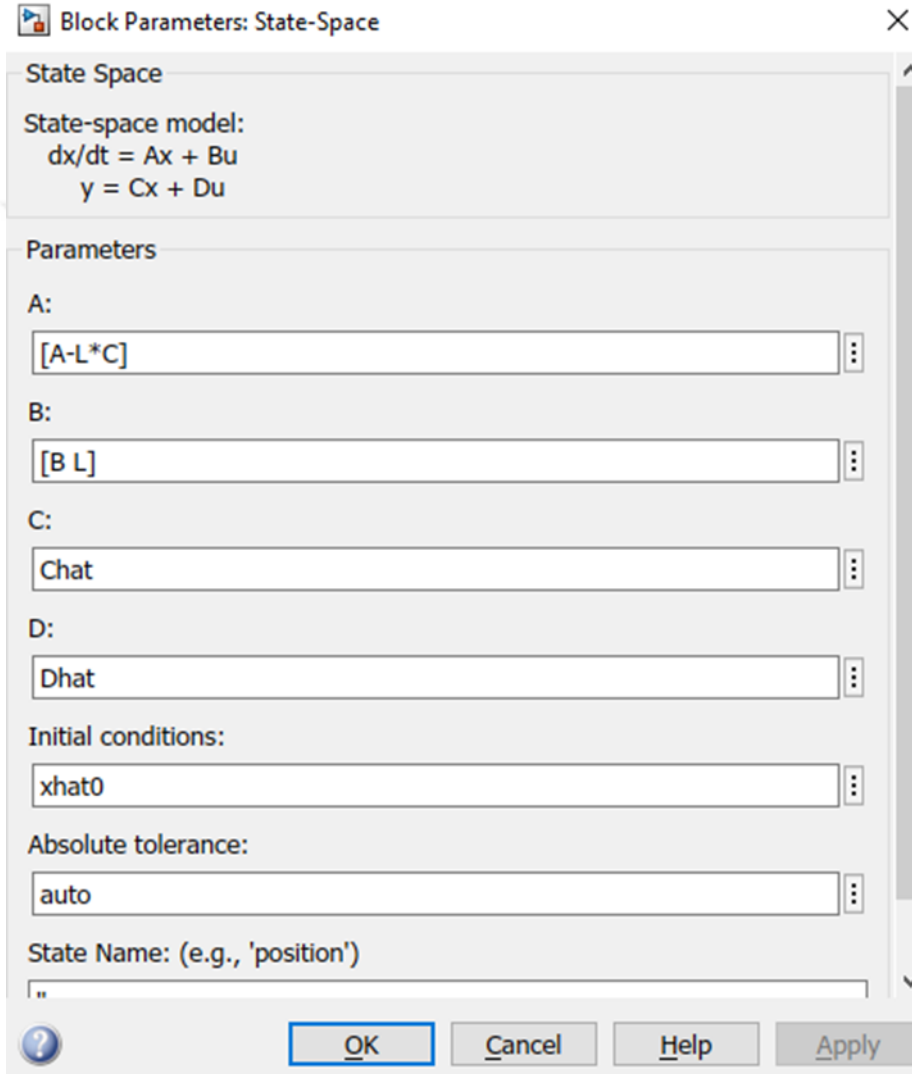 Block Parameters: State-Space
State Space
State-space model:
dx/dt = Ax + Bu
y = Cx + Du
Parameters
A:
[A-L*C]
B:
[B L]
C:
Chat
D:
Dhat
Initial conditions:
xhat0
Absolute tolerance:
auto
State Name: (e.g., 'position')
''
OK Cancel Help Apply